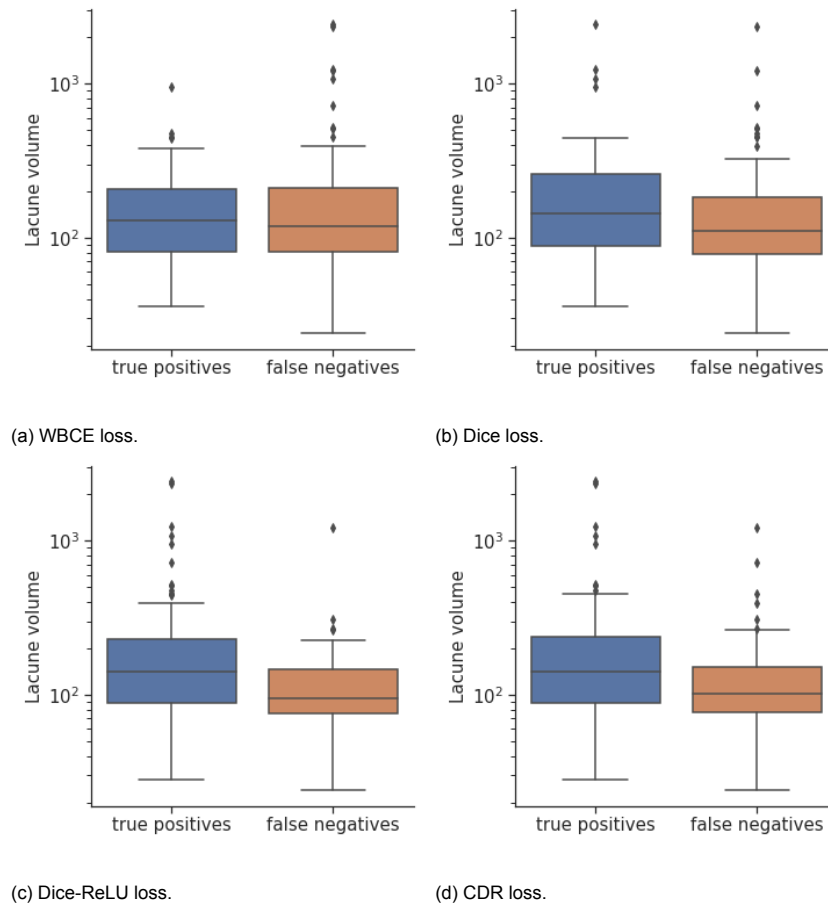 10³
10²
Lacune volume
true positives
false negatives
(a) WBCE loss.
10³
10²
Lacune volume
true positives
false negatives
(b) Dice loss.
10³
10²
Lacune volume
true positives
false negatives
(c) Dice-ReLU loss.
10³
10²
Lacune volume
true positives
false negatives
(d) CDR loss.